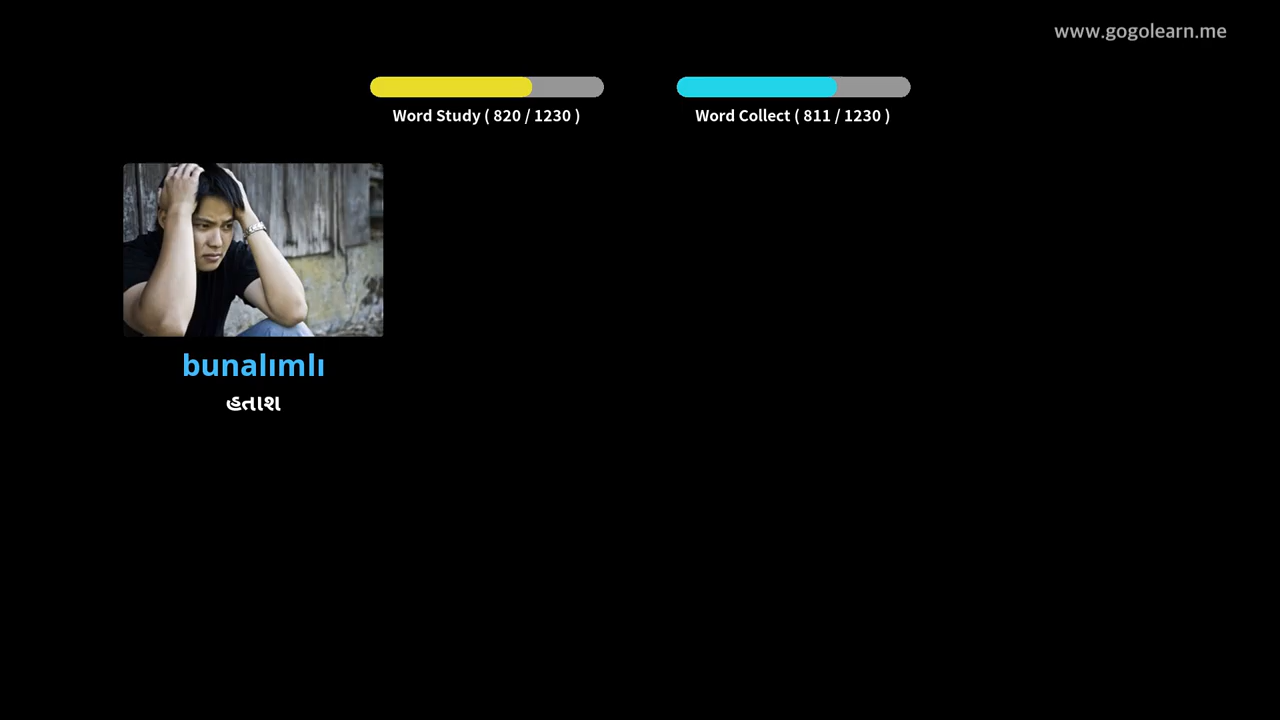 www.gogolearn.me
Word Study ( 820 / 1230 )
Word Collect ( 811 / 1230 )
bunalımlı
હતાશ